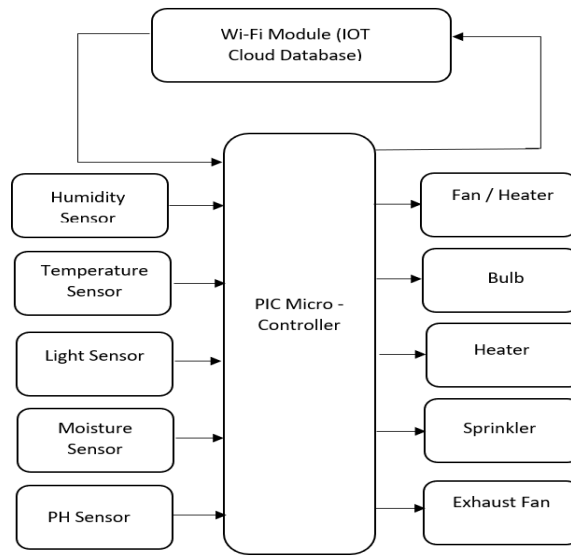 Wi-Fi Module (IOT
Cloud Database)
Humidity
Sensor
Temperature
Sensor
Light Sensor
Moisture
Sensor
PH Sensor
PIC Micro -
Controller
Fan / Heater
Bulb
Heater
Sprinkler
Exhaust Fan